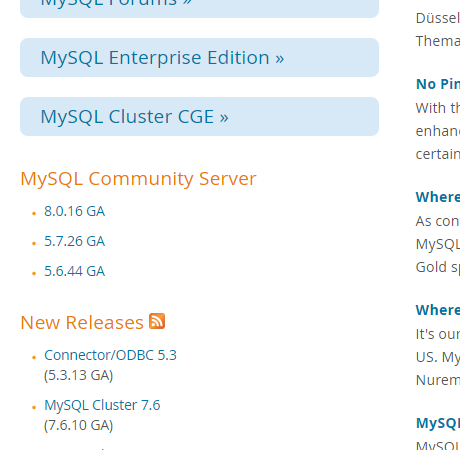 MySQL Forums »
MySQL Enterprise Edition »
MySQL Cluster CGE »
MySQL Community Server
8.0.16 GA
5.7.26 GA
5.6.44 GA
New Releases
Connector/ODBC 5.3
(5.3.13 GA)
MySQL Cluster 7.6
(7.6.10 GA)
Thema
No Pin
With th
certain
Where
As con
MySQL
Gold sp
Where
It's our
US. My
Nurem
MySQL